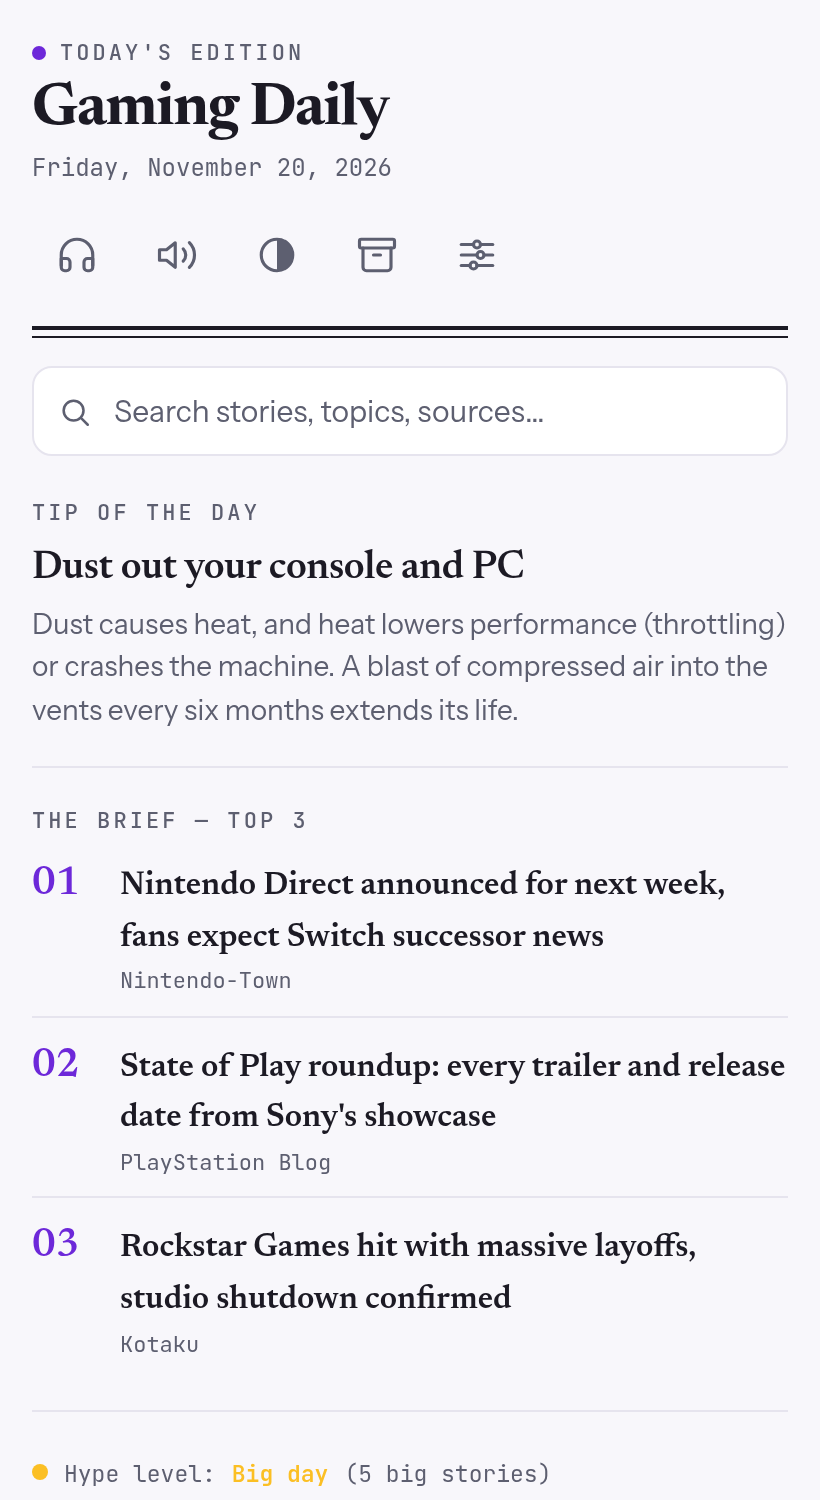 TODAY'S EDITION
Gaming Daily
Friday, November 20, 2026
Search stories, topics, sources...
TIP OF THE DAY
Dust out your console and PC
Dust causes heat, and heat lowers performance (throttling)
or crashes the machine. A blast of compressed air into the
vents every six months extends its life.
THE BRIEF — TOP 3
01
Nintendo Direct announced for next week,
fans expect Switch successor news
Nintendo-Town
02
State of Play roundup: every trailer and release
date from Sony's showcase
PlayStation Blog
03
Rockstar Games hit with massive layoffs,
studio shutdown confirmed
Kotaku
Hype level: Big day (5 big stories)